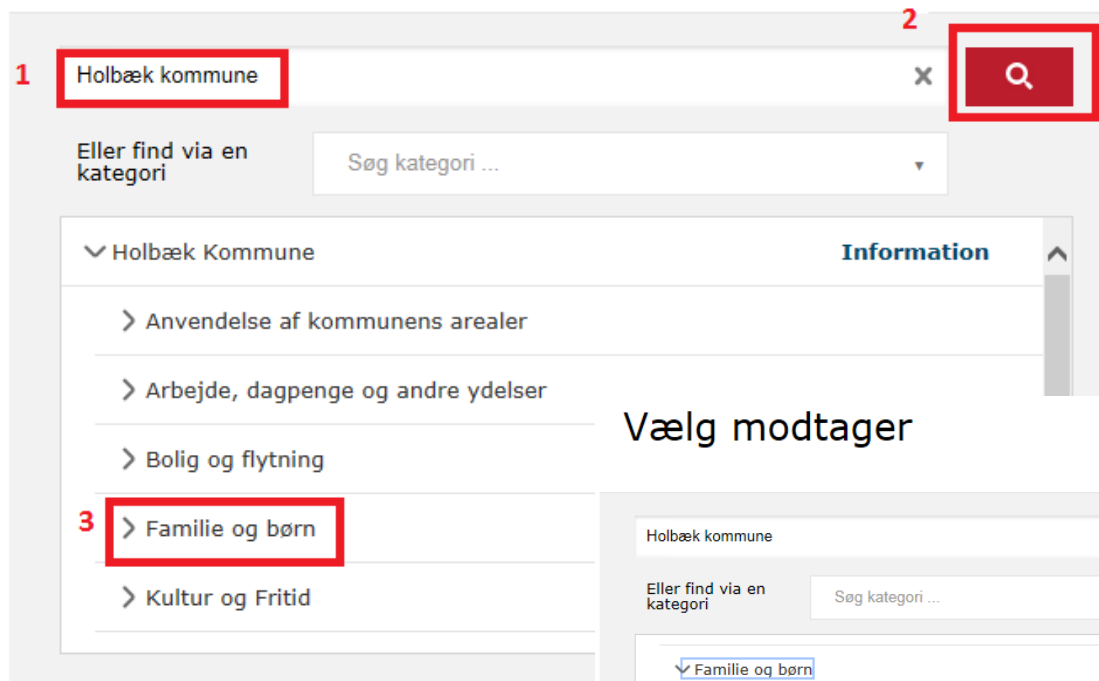 2
1
Holbæk kommune
Eller find via en
kategori
Søg kategori ...
Holbæk Kommune
Information
Anvendelse af kommunens arealer
Arbejde, dagpenge og andre ydelser
Bolig og flytning
3
Familie og børn
Kultur og Fritid
Vælg modtager
Holbæk kommune
Eller find via en
kategori
Søg kategori ...
Familie og børn